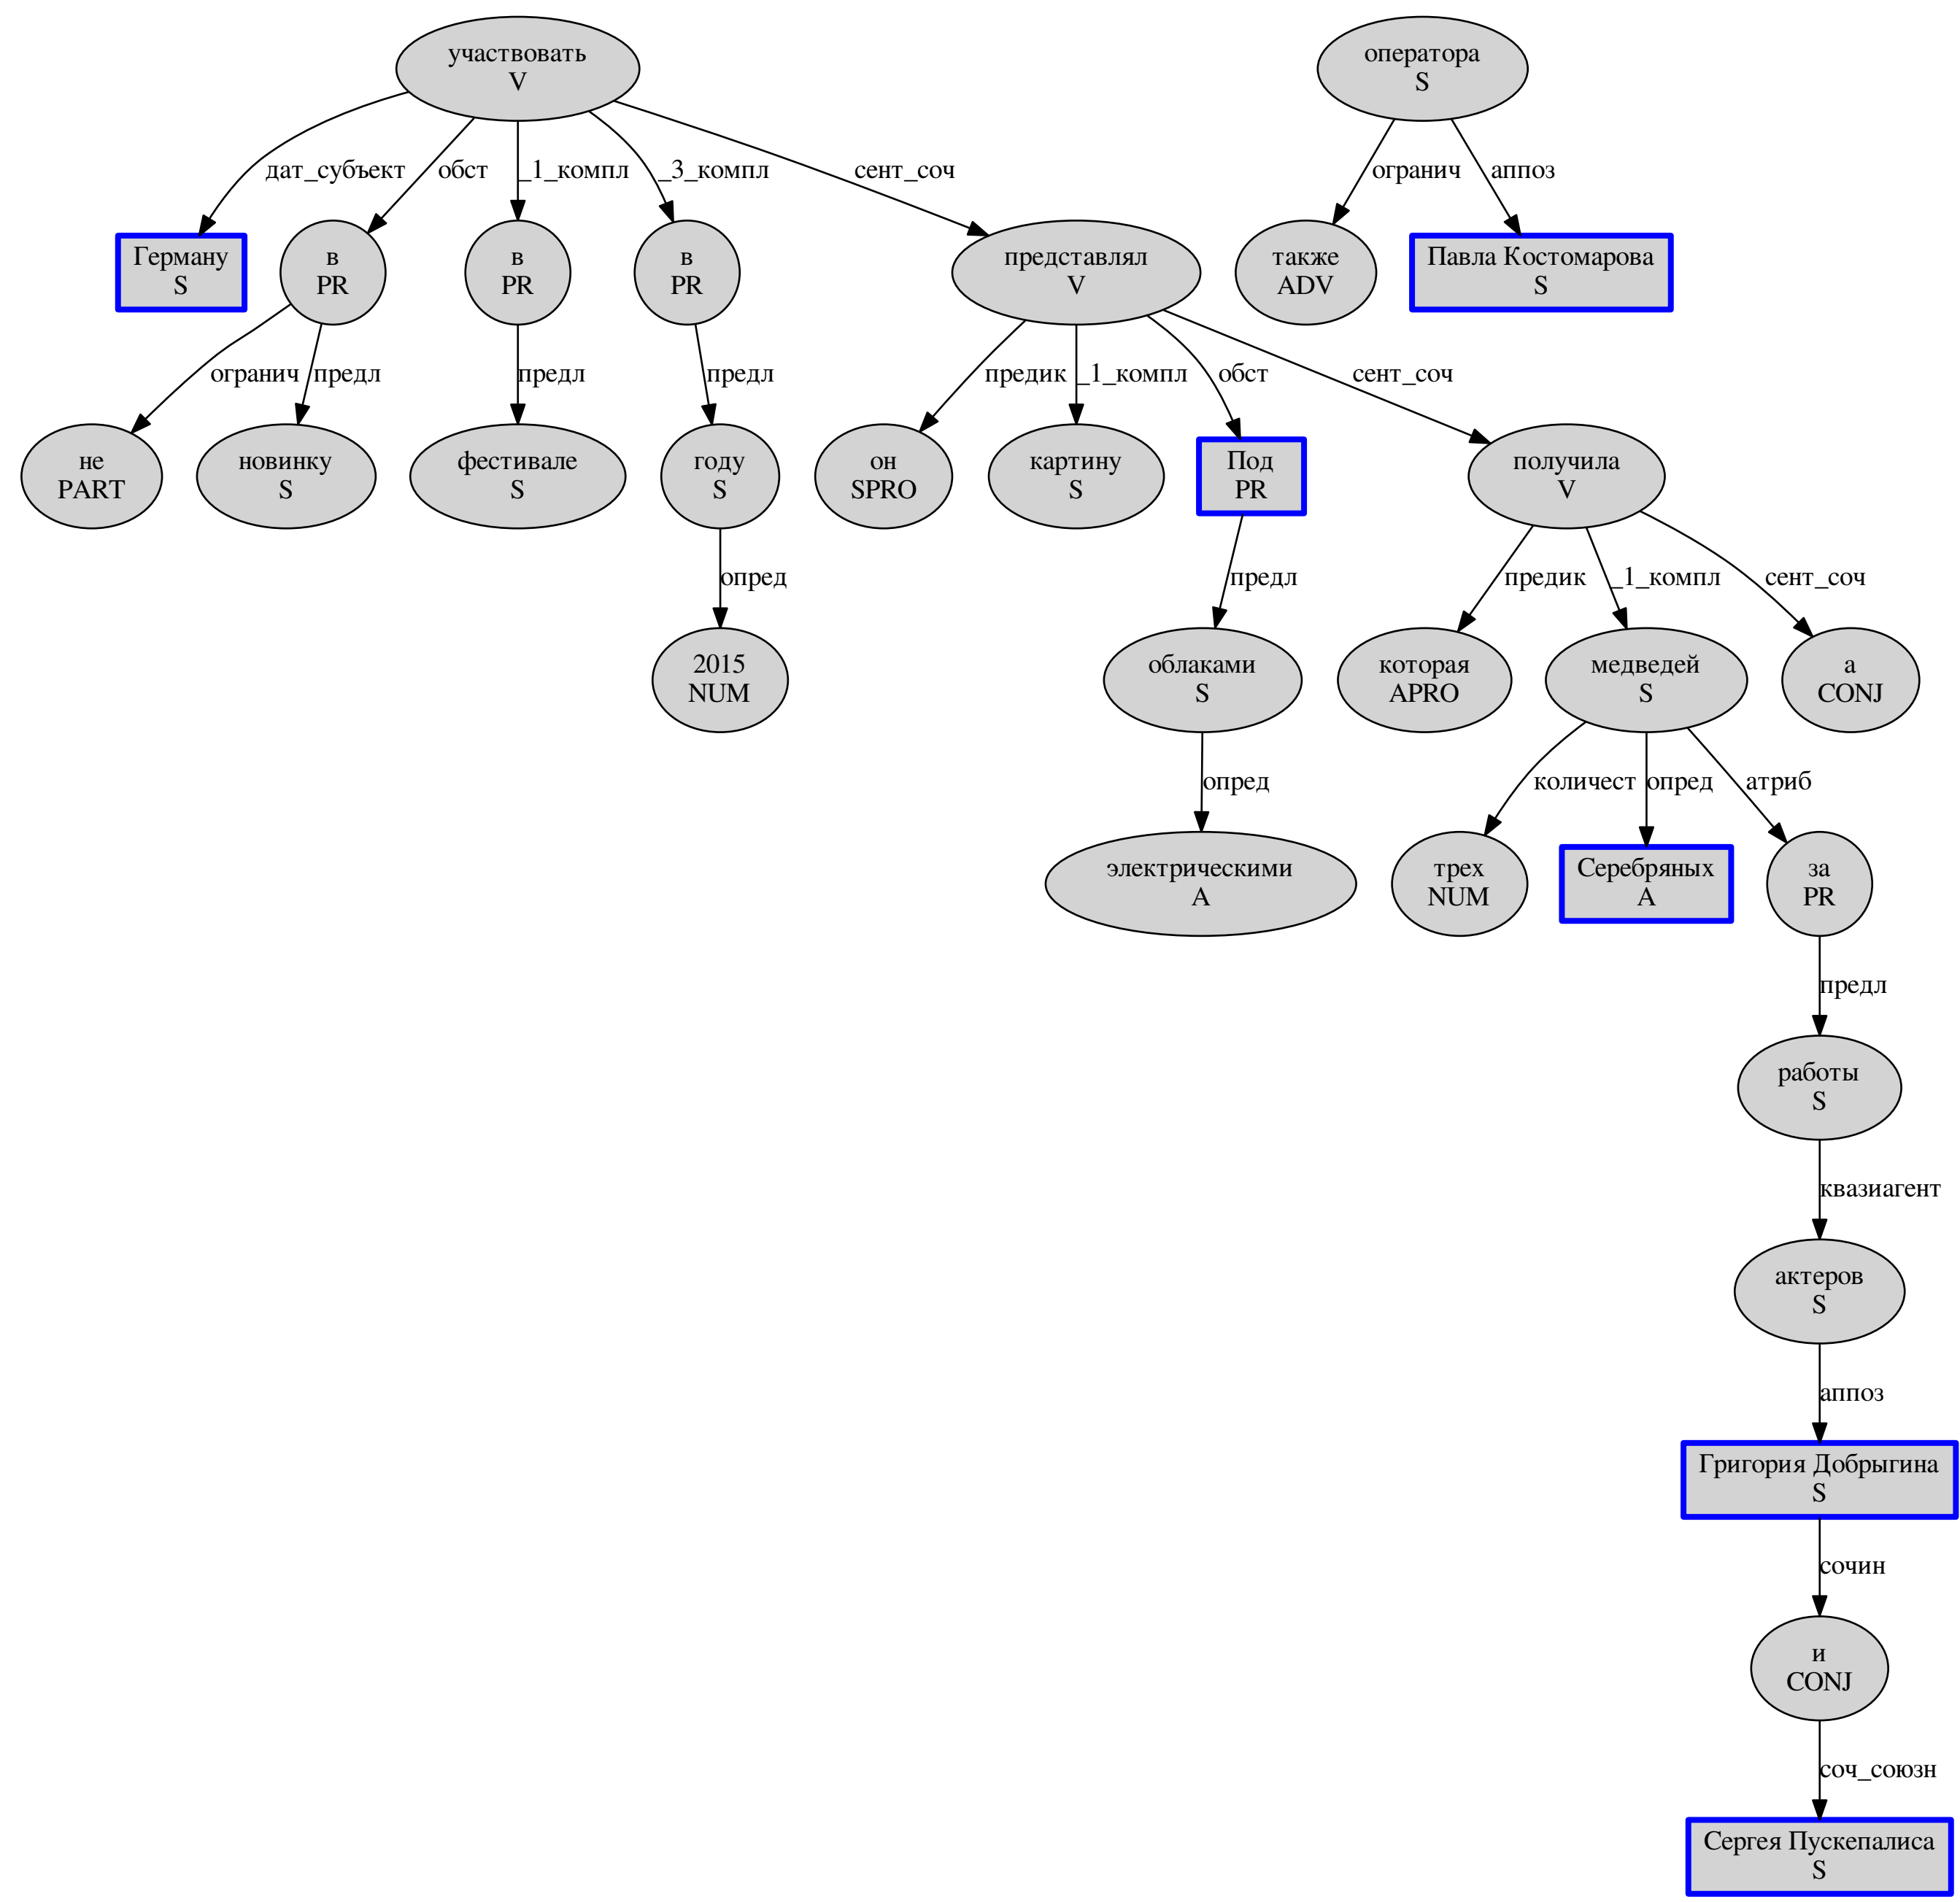 участвовать
V
оператора
S
дат_субъект
обст
_1_компл
_3_компл
сент_соч
огранич
аппоз
Герману
S
в
PR
в
PR
в
PR
представлял
V
также
ADV
Павла Костомарова
S
огранич
предл
предл
предл
предик
_1_компл
обст
сент_соч
не
PART
новинку
S
фестивале
S
году
S
он
SPRO
картину
S
Под
PR
получила
V
опред
предл
предик
_1_компл
сент_соч
2015
NUM
облаками
S
которая
APRO
медведей
S
а
CONJ
опред
количест
опред
атриб
электрическими
A
трех
NUM
Серебряных
A
за
PR
предл
работы
S
квазиагент
актеров
S
аппоз
Григория Добрыгина
S
сочин
и
CONJ
соч_союзн
Сергея Пускепалиса
S